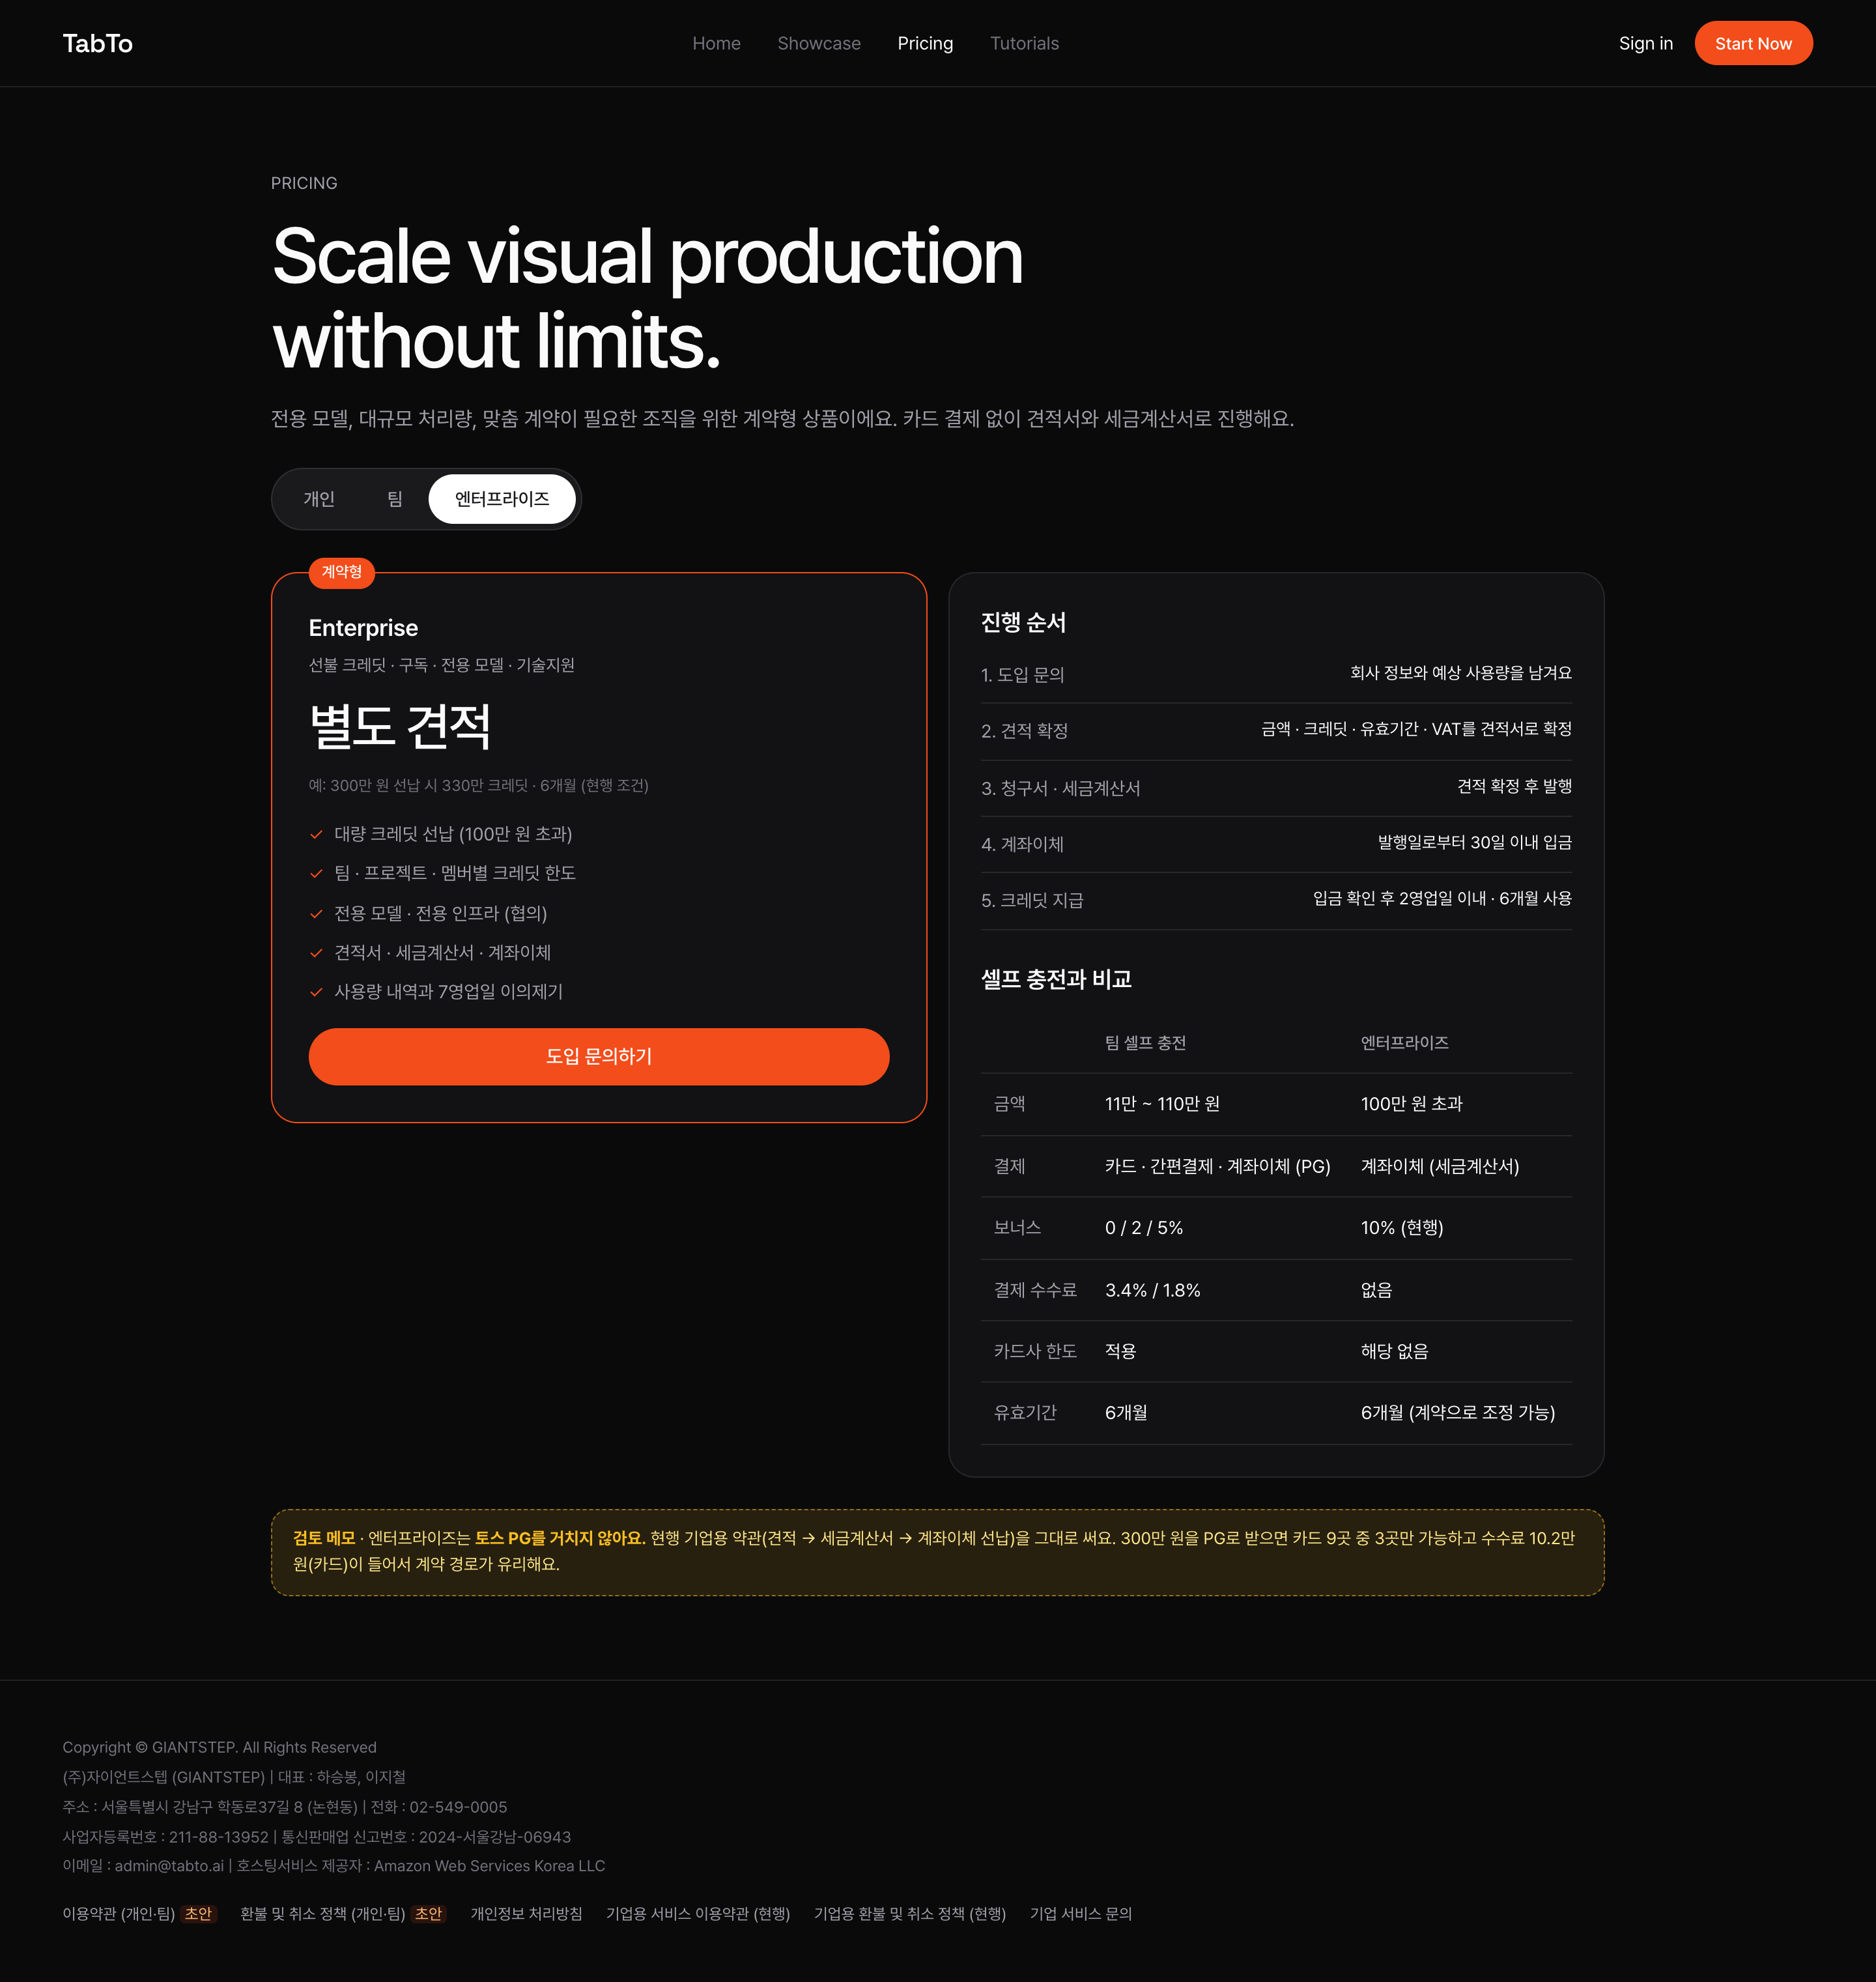 TabTo
Home Showcase Pricing Tutorials
Sign in Start Now
PRICING
Scale visual production
without limits.
전용 모델, 대규모 처리량, 맞춤 계약이 필요한 조직을 위한 계약형 상품이에요. 카드 결제 없이 견적서와 세금계산서로 진행해요.
개인 팀 엔터프라이즈
계약형
Enterprise
선불 크레딧 · 구독 · 전용 모델 · 기술지원
별도 견적
예: 300만 원 선납 시 330만 크레딧 · 6개월 (현행 조건)
✓ 대량 크레딧 선납 (100만 원 초과)
✓ 팀 · 프로젝트 · 멤버별 크레딧 한도
✓ 전용 모델 · 전용 인프라 (협의)
✓ 견적서 · 세금계산서 · 계좌이체
✓ 사용량 내역과 7영업일 이의제기
도입 문의하기
진행 순서
1. 도입 문의 회사 정보와 예상 사용량을 남겨요
2. 견적 확정 금액 · 크레딧 · 유효기간 · VAT를 견적서로 확정
3. 청구서 · 세금계산서 견적 확정 후 발행
4. 계좌이체 발행일로부터 30일 이내 입금
5. 크레딧 지급 입금 확인 후 2영업일 이내 · 6개월 사용
셀프 충전과 비교
팀 셀프 충전 엔터프라이즈
금액 11만 ~ 110만 원 100만 원 초과
결제 카드 · 간편결제 · 계좌이체 (PG) 계좌이체 (세금계산서)
보너스 0 / 2 / 5% 10% (현행)
결제 수수료 3.4% / 1.8% 없음
카드사 한도 적용 해당 없음
유효기간 6개월 6개월 (계약으로 조정 가능)
검토 메모 · 엔터프라이즈는 토스 PG를 거치지 않아요. 현행 기업용 약관(견적 → 세금계산서 → 계좌이체 선납)을 그대로 써요. 300만 원을 PG로 받으면 카드 9곳 중 3곳만 가능하고 수수료 10.2만
원(카드)이 들어서 계약 경로가 유리해요.
Copyright © GIANTSTEP. All Rights Reserved
(주)자이언트스텝 (GIANTSTEP) | 대표 : 하승봉, 이지철
주소 : 서울특별시 강남구 학동로37길 8 (논현동) | 전화 : 02-549-0005
사업자등록번호 : 211-88-13952 | 통신판매업 신고번호 : 2024-서울강남-06943
이메일 : admin@tabto.ai | 호스팅서비스 제공자 : Amazon Web Services Korea LLC
이용약관 (개인·팀) 초안 환불 및 취소 정책 (개인·팀) 초안 개인정보 처리방침 기업용 서비스 이용약관 (현행) 기업용 환불 및 취소 정책 (현행) 기업 서비스 문의